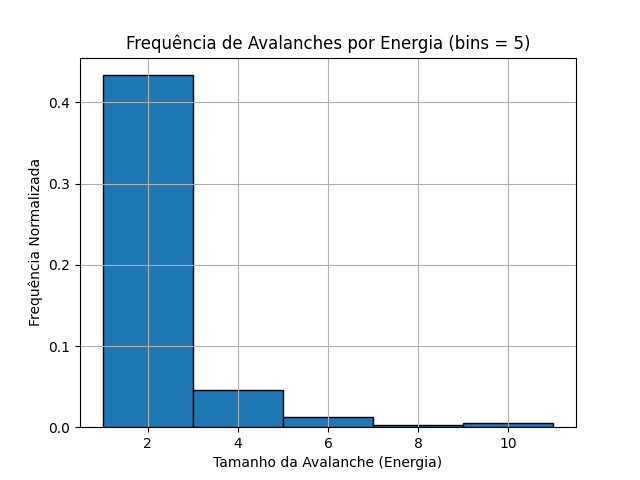 Frequência de Avalanches por Energia (bins = 5)
0.4
0.3
0.2
0.1
0.0
Frequência Normalizada
2 4 6 8 10
Tamanho da Avalanche (Energia)